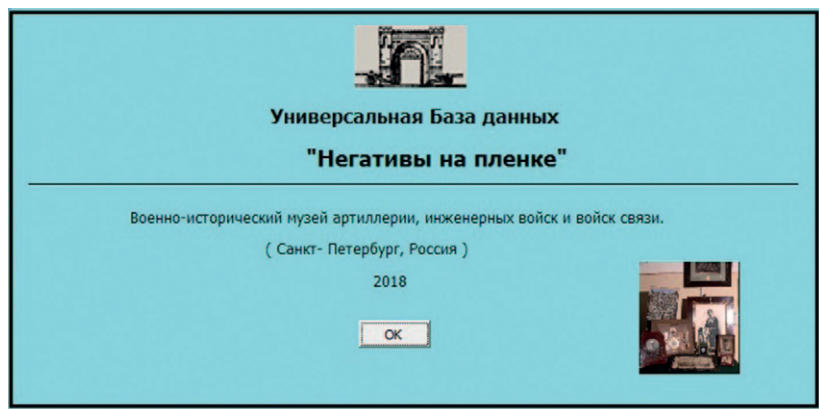 Универсальная База данных
"Негативы на пленке"
Военно-исторический музей артиллерии, инженерных войск и войск связи.
( Санкт- Петербург, Россия )
2018
OK